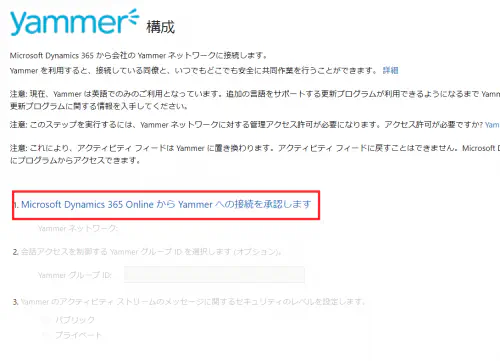 Yammer 構成
Microsoft Dynamics 365 から会社の Yammer ネットワークに接続します。
Yammer を利用すると、接続している同僚と、いつでもどこでも安全に共同作業を行うことができます。 詳細
注意: 現在、Yammer は英語でのみのご利用となっています。追加の言語をサポートする更新プログラムが利用できるようになるまで Yamm
更新プログラムに関する情報を入手してください。
注意: このステップを実行するには、Yammer ネットワークに対する管理アクセス許可が必要になります。アクセス許可が必要ですか? Yam
注意: これにより、アクティビティ フィードは Yammer に置き換わります。アクティビティ フィードに戻すことはできません。Microsoft D
にプログラムからアクセスできます。
1. Microsoft Dynamics 365 Online から Yammer への接続を承認します
Yammer ネットワーク:
2. 会話アクセスを制御する Yammer グループ ID を選択します (オプション)。
Yammer グループ ID:
3. Yammer のアクティビティ ストリームのメッセージに関するセキュリティのレベルを設定します。
パブリック
プライベート